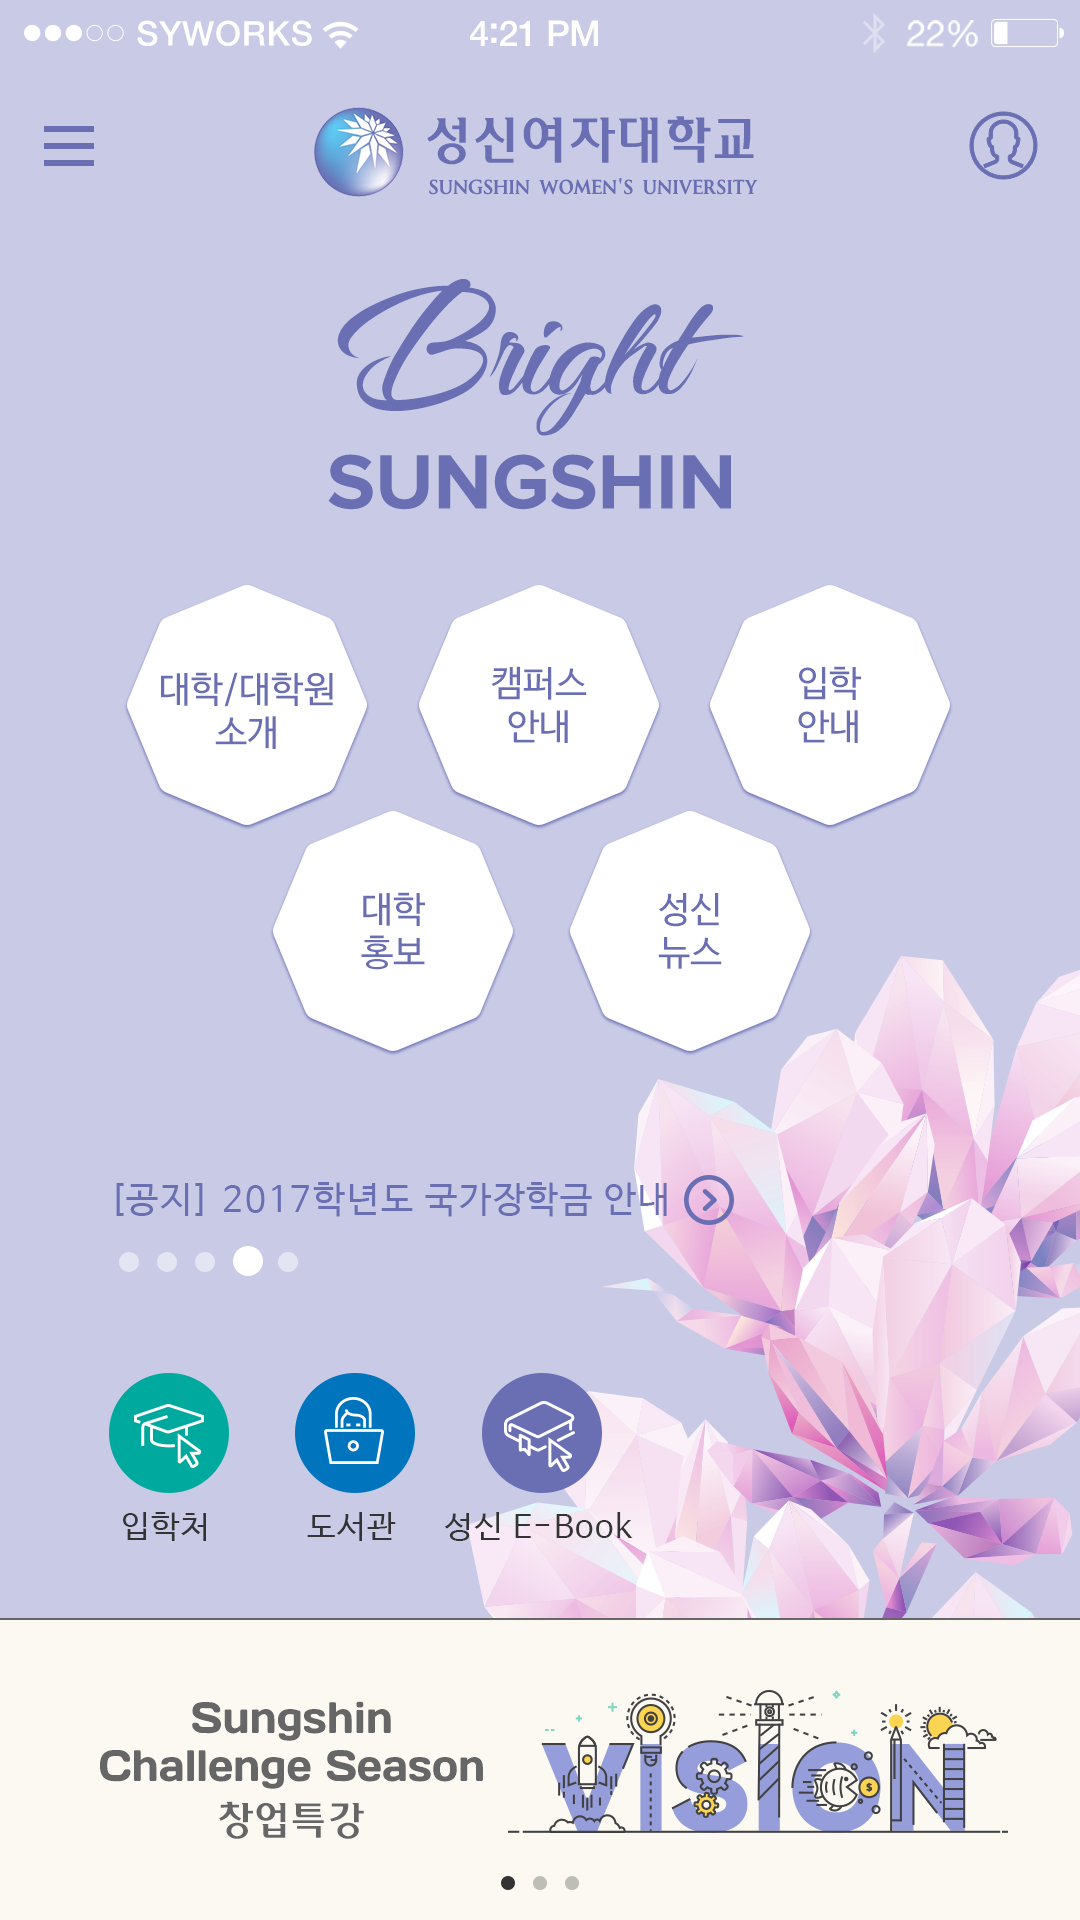 SYWORKS 4:21 PM 22%
성신여자대학교
SUNGSHIN WOMEN'S UNIVERSITY
Bright
SUNGSHIN
대학/대학원
소개
캠퍼스
안내
입학
안내
대학
홍보
성신
뉴스
[공지] 2017학년도 국가장학금 안내
입학처
도서관
성신 E-Book
Sungshin
Challenge Season
창업특강
VISION